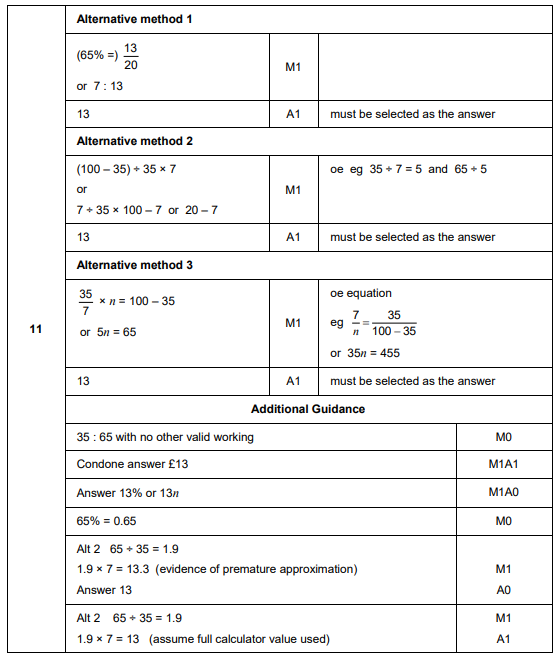 Alternative method 1
(65% =) 13/20
or 7 : 13
M1
13
A1
must be selected as the answer
Alternative method 2
(100 – 35) ÷ 35 × 7
or
7 ÷ 35 × 100 – 7 or 20 – 7
M1
oe eg 35 ÷ 7 = 5 and 65 ÷ 5
13
A1
must be selected as the answer
Alternative method 3
35/7 × n = 100 – 35
or 5n = 65
M1
oe equation
eg 7/n = 35/(100 – 35)
or 35n = 455
11
13
A1
must be selected as the answer
Additional Guidance
35 : 65 with no other valid working
M0
Condone answer £13
M1A1
Answer 13% or 13n
M1A0
65% = 0.65
M0
Alt 2 65 ÷ 35 = 1.9
1.9 × 7 = 13.3 (evidence of premature approximation)
M1
Answer 13
A0
Alt 2 65 ÷ 35 = 1.9
M1
1.9 × 7 = 13 (assume full calculator value used)
A1